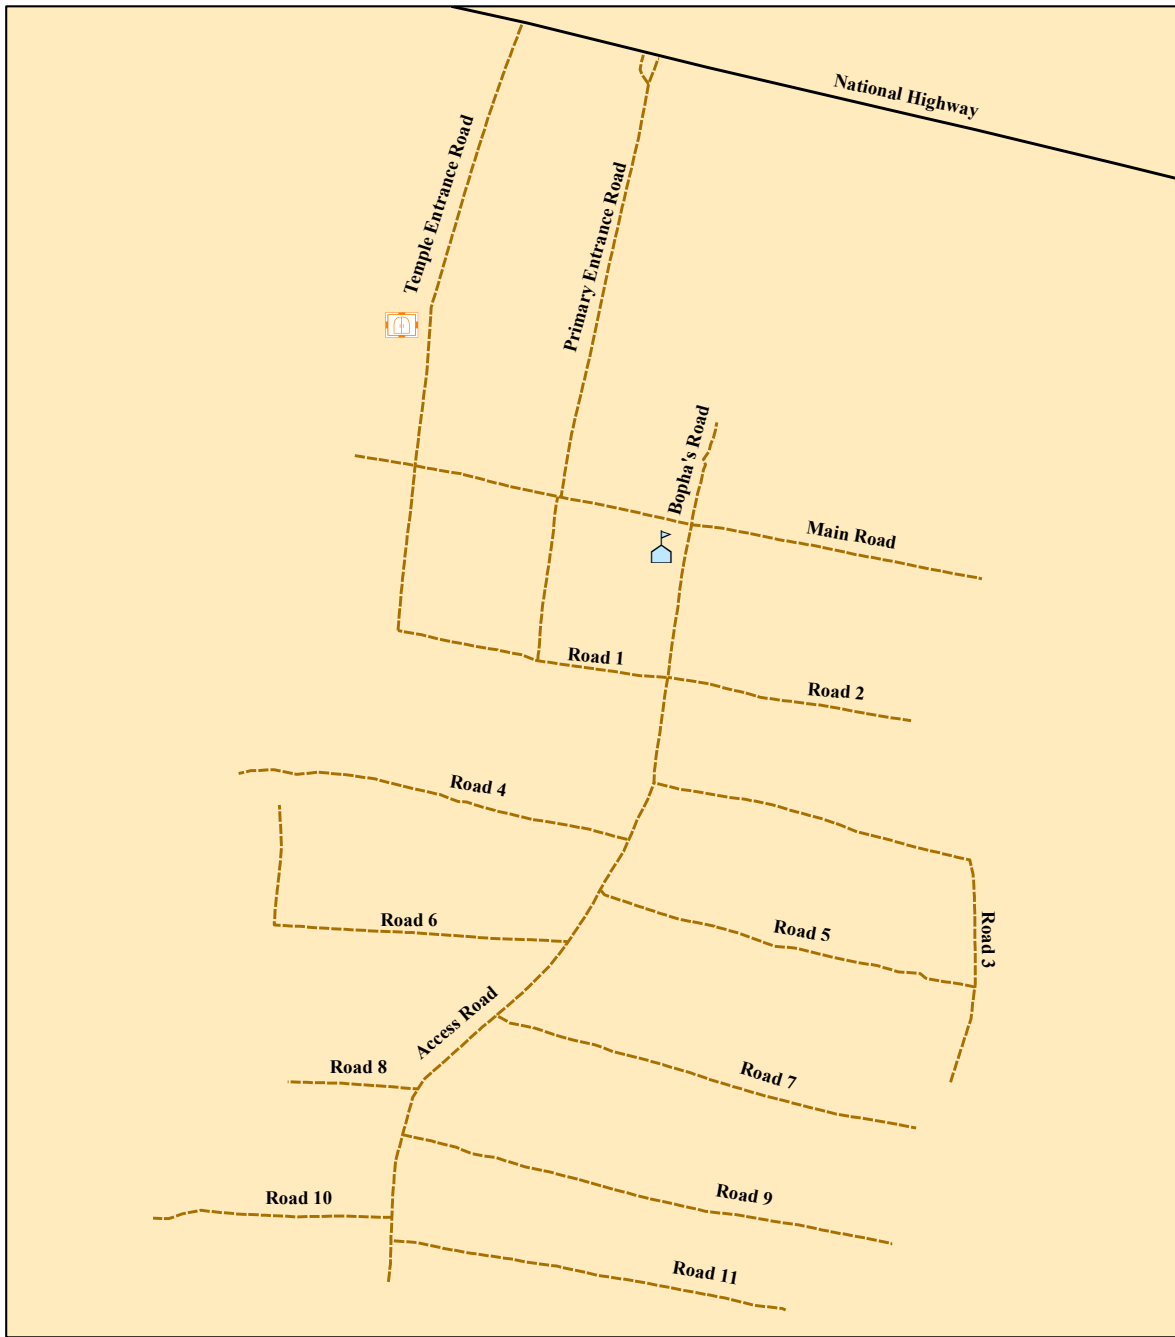 National Highway
Temple Entrance Road
Primary Entrance Road
Bopha's Road
Main Road
Road 1
Road 2
Road 4
Road 6
Road 5
Road 3
Access Road
Road 8
Road 7
Road 10
Road 9
Road 11